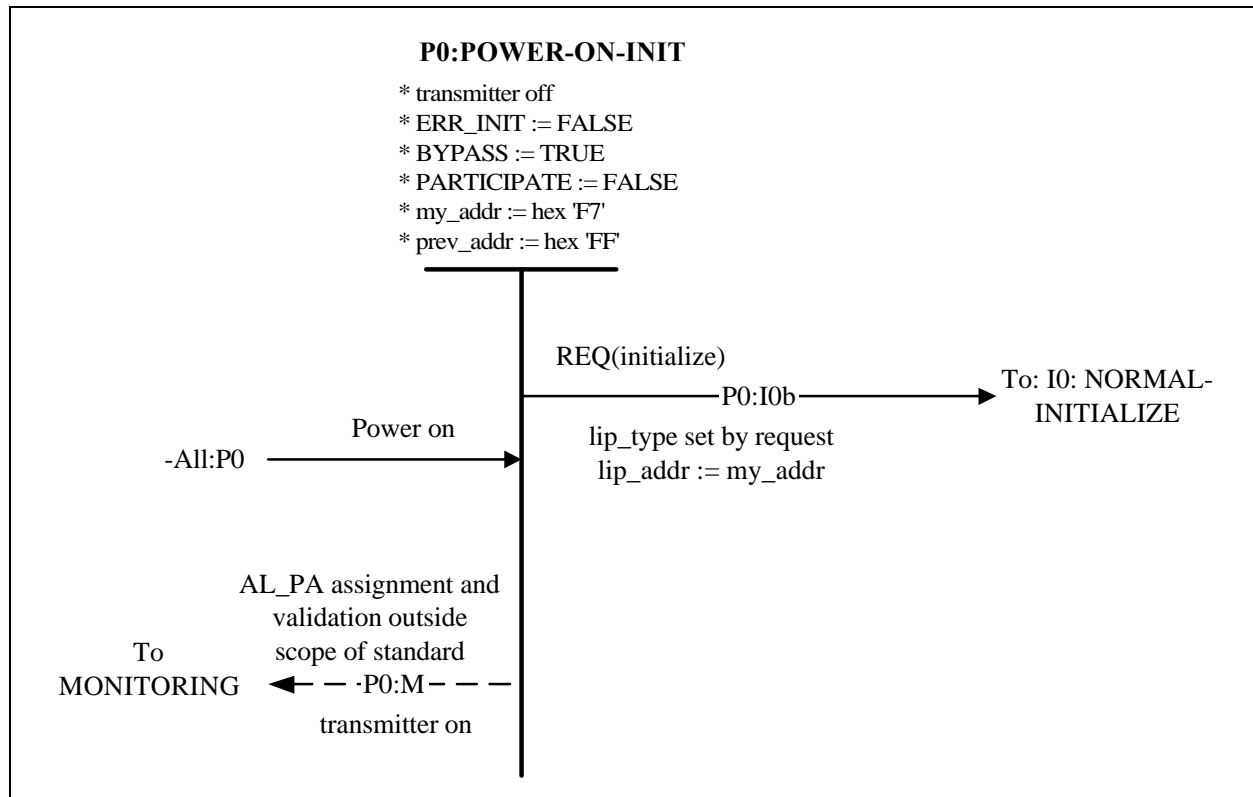 P0:POWER-ON-INIT
* transmitter off
* ERR_INIT := FALSE
* BYPASS := TRUE
* PARTICIPATE := FALSE
* my_addr := hex 'F7'
* prev_addr := hex 'FF'
REQ(initialize)
P0:I0b
To: I0: NORMAL-
INITIALIZE
lip_type set by request
lip_addr := my_addr
Power on
-All:P0
AL_PA assignment and
validation outside
scope of standard
To
MONITORING
P0:M
transmitter on